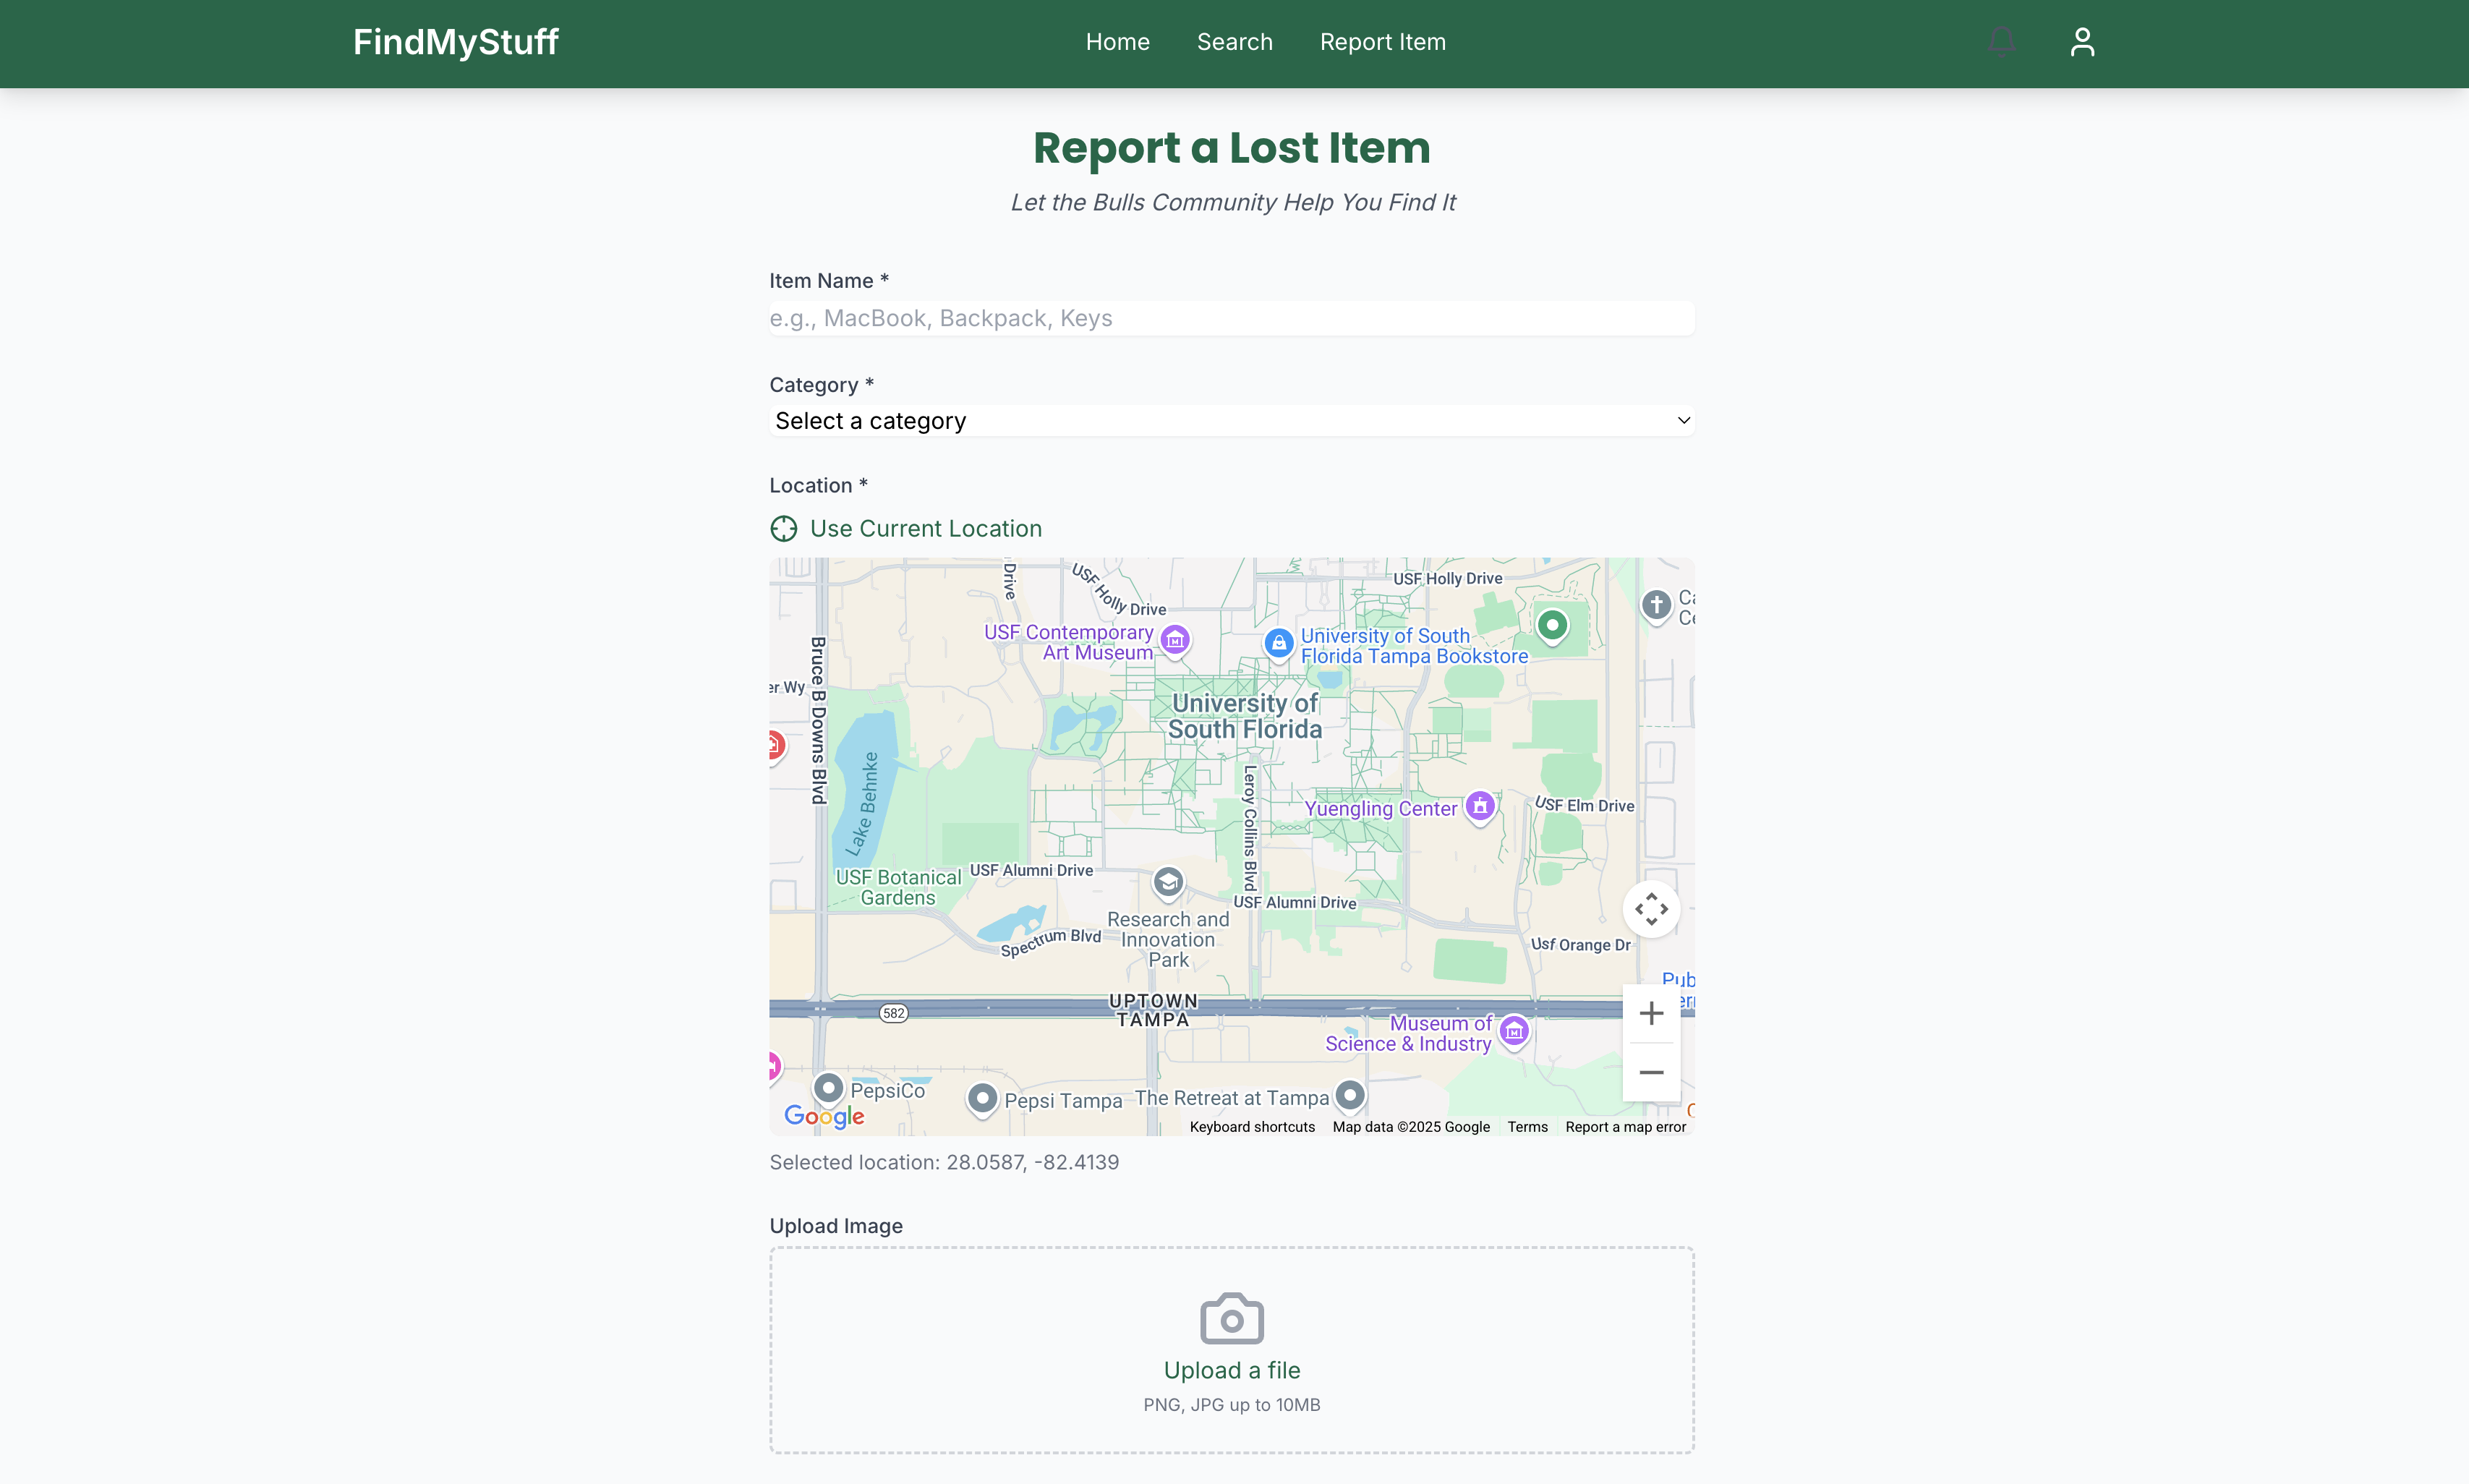 FindMyStuff
Home
Search
Report Item
Report a Lost Item
Let the Bulls Community Help You Find It
Item Name *
e.g., MacBook, Backpack, Keys
Category *
Select a category
Location *
Use Current Location
Drive
USF Holly Drive
USF Holly Drive
USF Contemporary
Art Museum
University of South
Florida Tampa Bookstore
Bruce B Downs Blvd
University of
South Florida
Lake Behnke
Leroy Collins Blvd
Yuengling Center
USF Elm Drive
USF Botanical
Gardens
USF Alumni Drive
USF Alumni Drive
Research and
Innovation
Park
Spectrum Blvd
Usf Orange Dr
UPTOWN
TAMPA
582
Museum of
Science & Industry
PepsiCo
Pepsi Tampa
The Retreat at Tampa
Google
Keyboard shortcuts
Map data ©2025 Google
Terms
Report a map error
Selected location: 28.0587, -82.4139
Upload Image
Upload a file
PNG, JPG up to 10MB